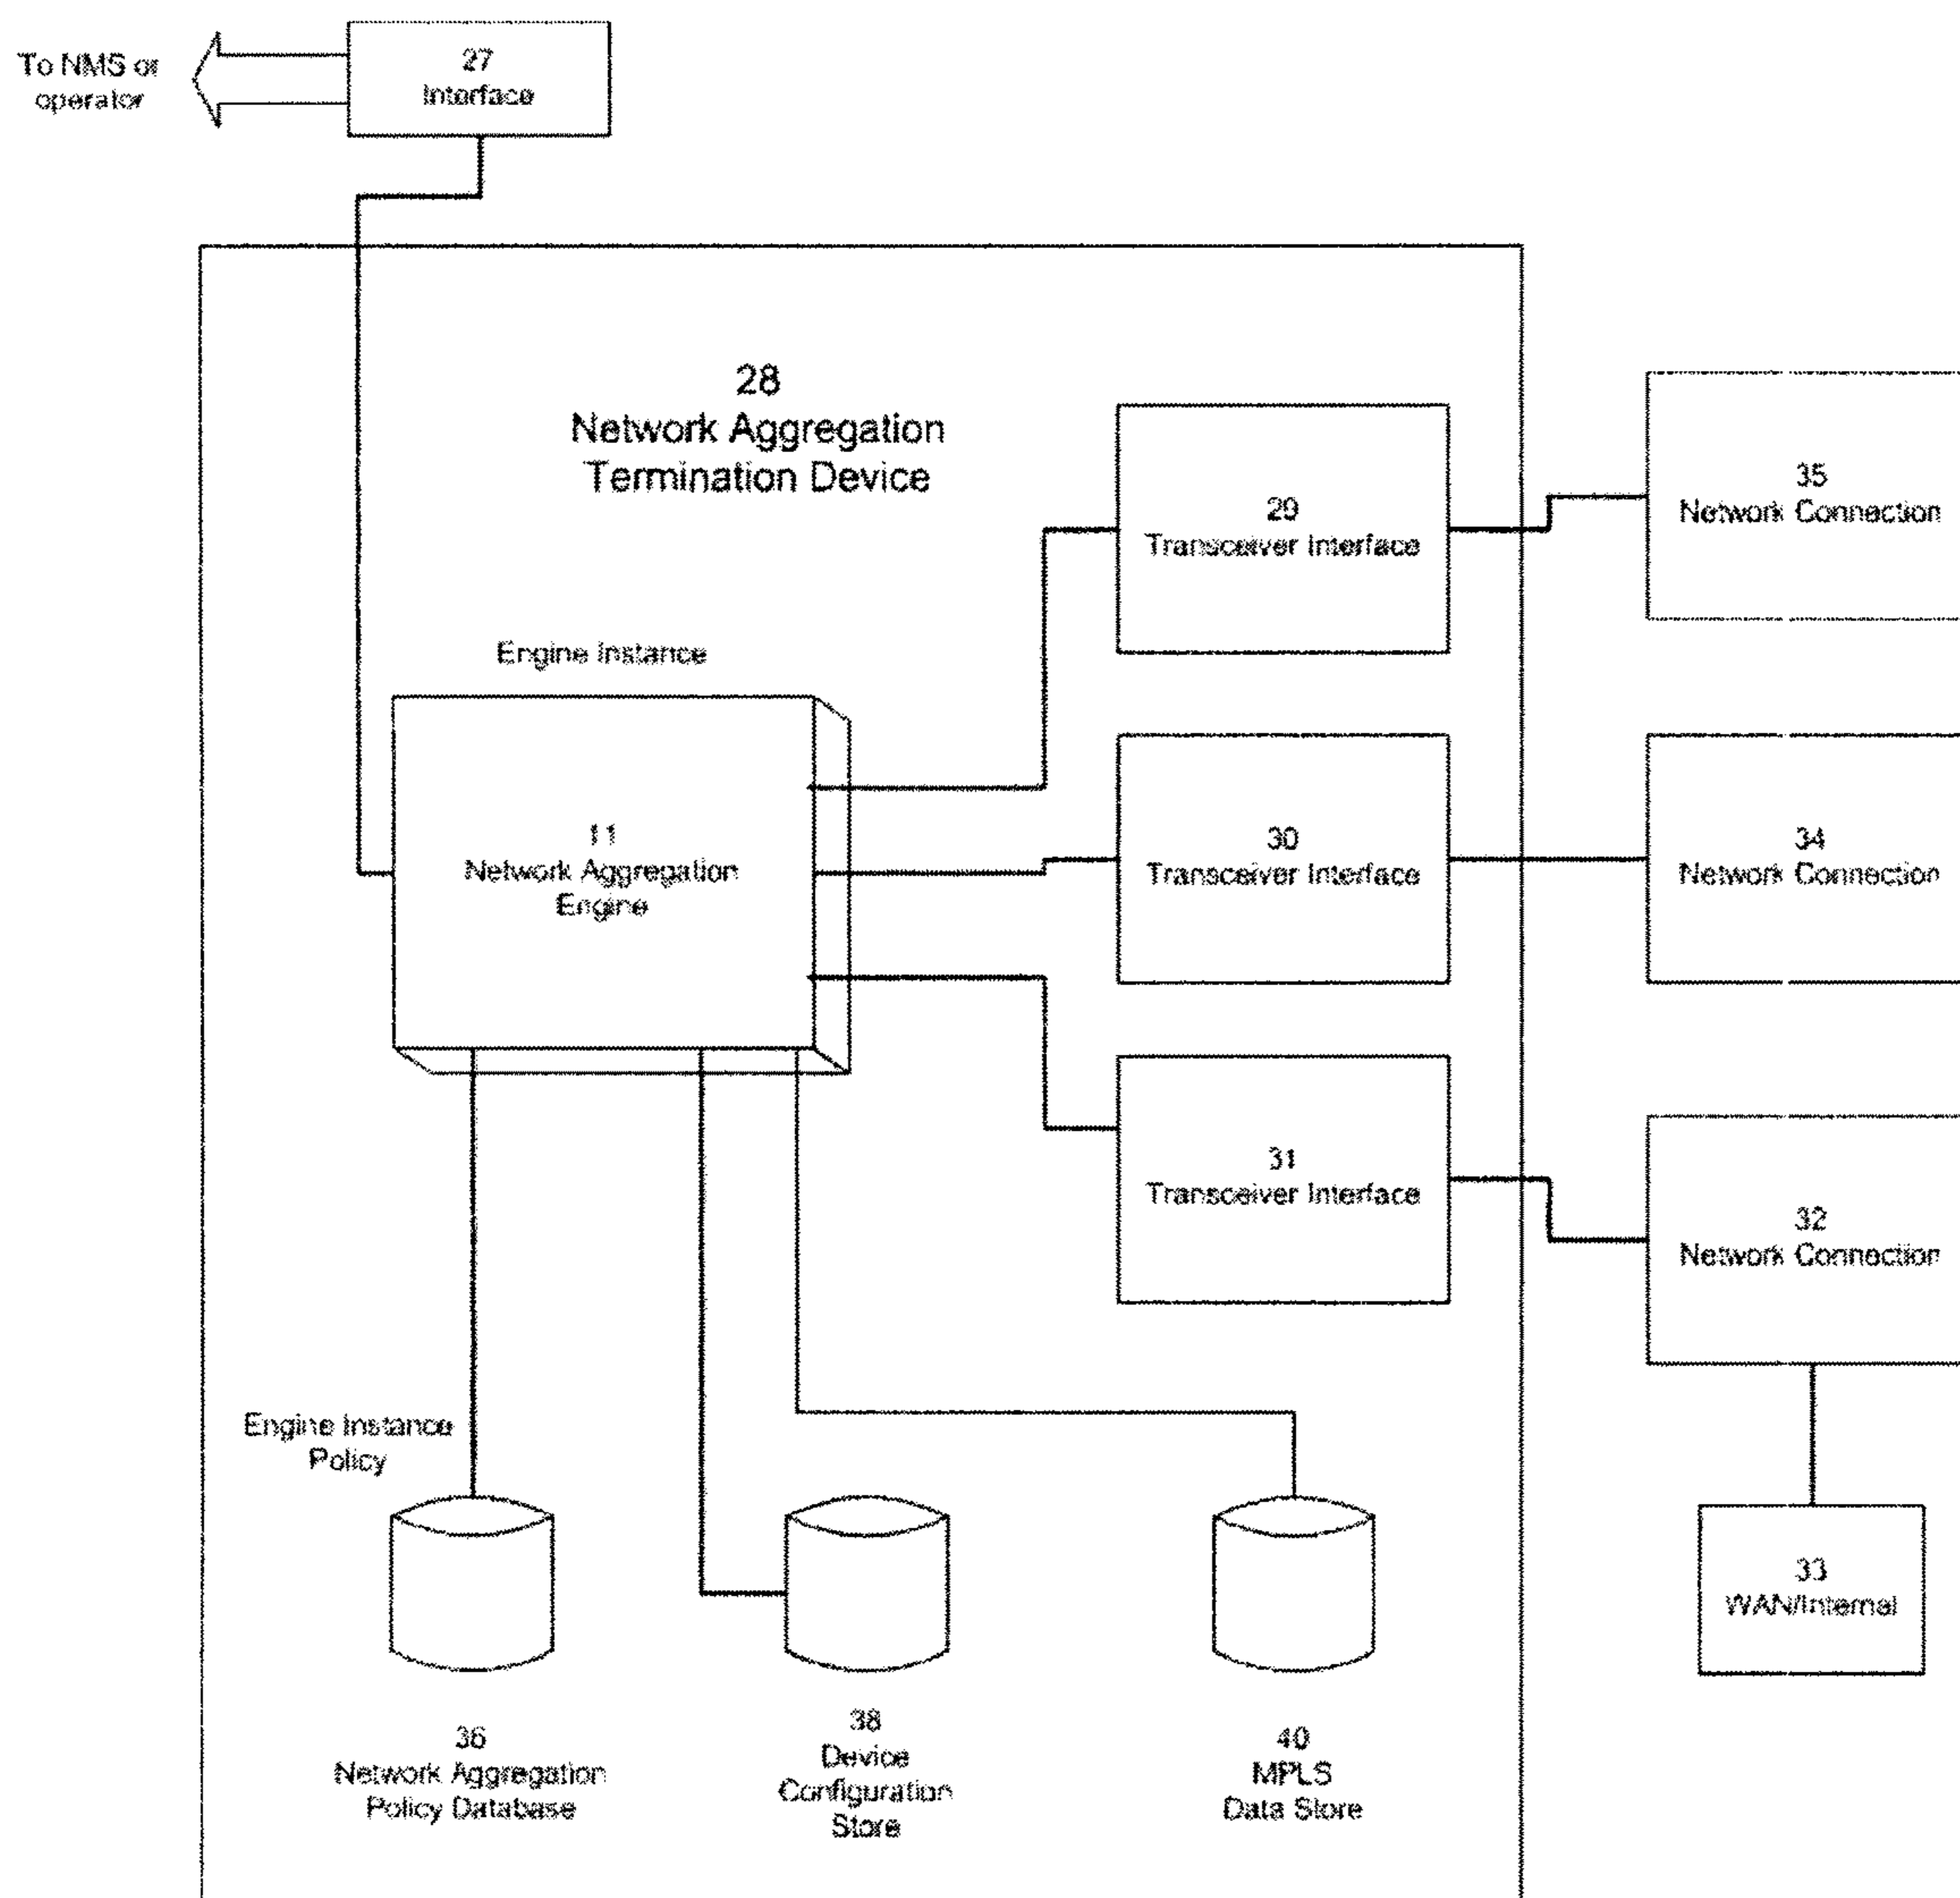 To NMS or
operator
27
Interface
28
Network Aggregation
Termination Device
29
Transceiver Interface
35
Network Connection
Engine Instance
11
Network Aggregation
Engine
30
Transceiver Interface
34
Network Connection
31
Transceiver Interface
32
Network Connection
Engine Instance
Policy
33
WAN/Internal
36
Network Aggregation
Policy Database
38
Device
Configuration
Store
40
MPLS
Data Store